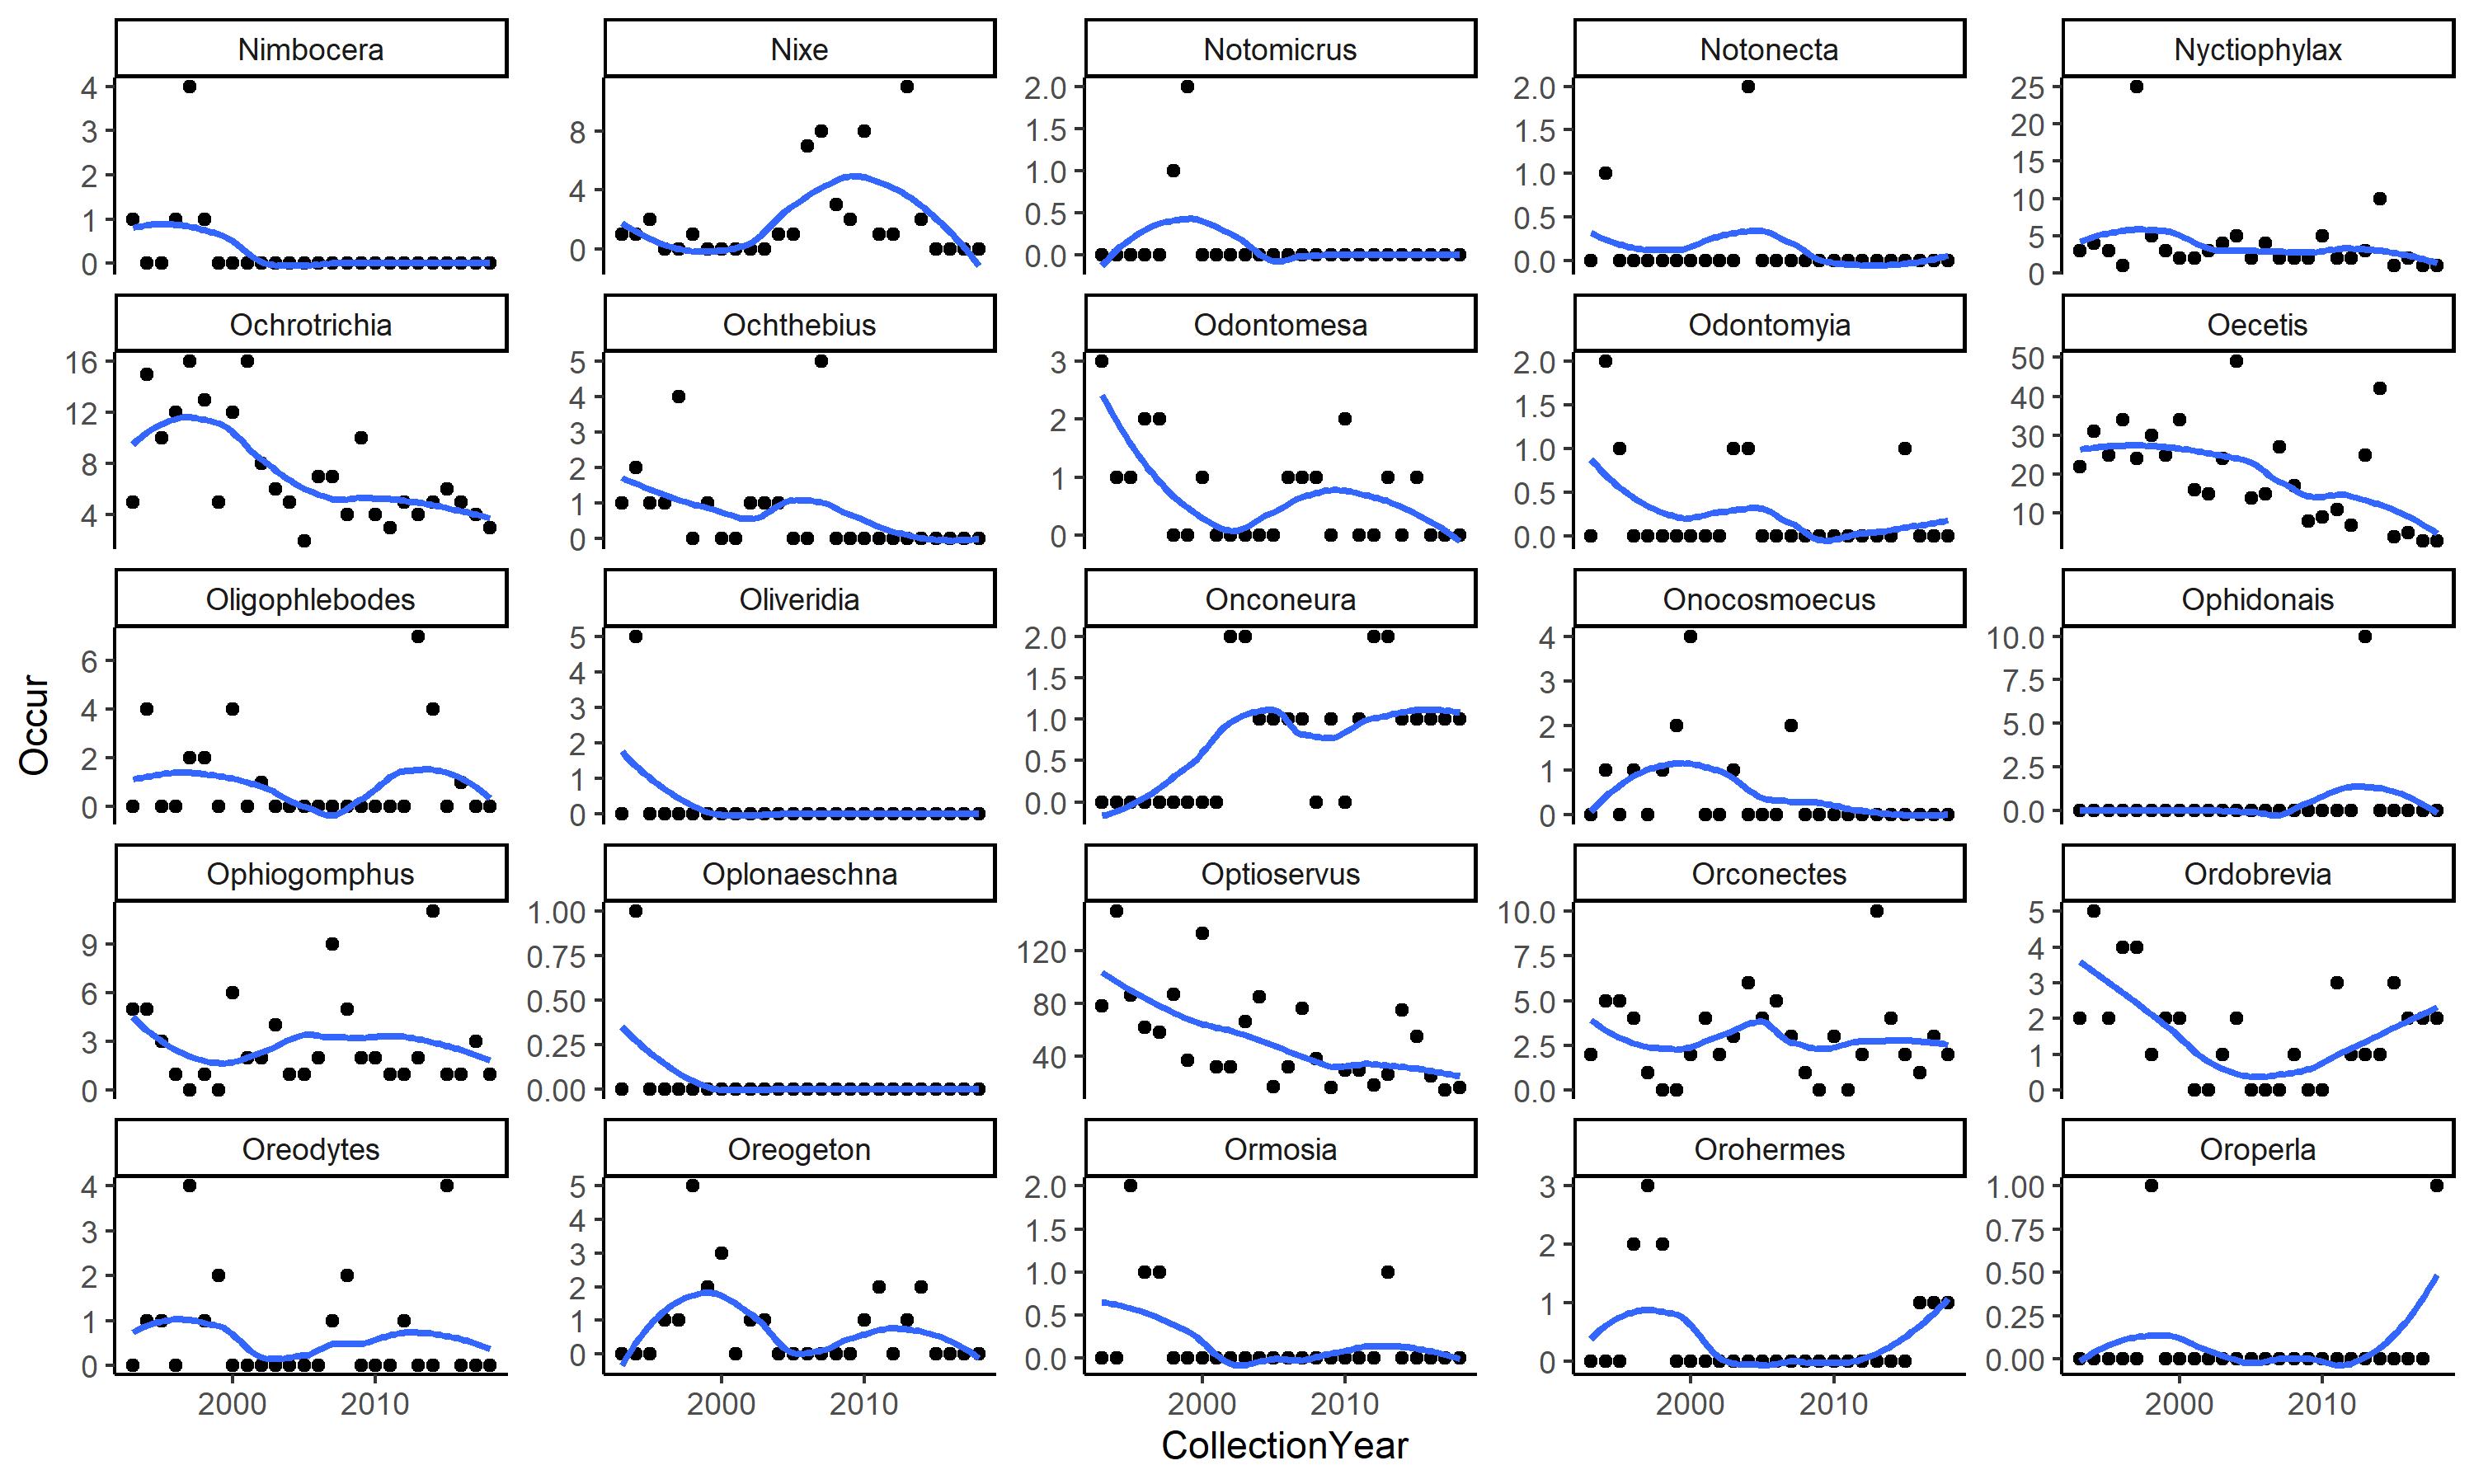 Nimbocera Nixe Notomicrus Notonecta Nyctiophylax
4 3 2 1 0
8 4 0
2.0 1.5 1.0 0.5 0.0
2.0 1.5 1.0 0.5 0.0
25 20 15 10 5 0
Ochrotrichia Ochthebius Odontomesa Odontomyia Oecetis
16 12 8 4
5 4 3 2 1 0
3 2 1 0
2.0 1.5 1.0 0.5 0.0
50 40 30 20 10
Oligophlebodes Oliveridia Onconeura Onocosmoecus Ophidonais
6 4 2 0
5 4 3 2 1 0
2.0 1.5 1.0 0.5 0.0
4 3 2 1 0
10.0 7.5 5.0 2.5 0.0
Ophiogomphus Oplonaeschna Optioservus Orconectes Ordobrevia
9 6 3 0
1.00 0.75 0.50 0.25 0.00
120 80 40
10.0 7.5 5.0 2.5 0.0
5 4 3 2 1 0
Oreodytes Oreogeton Ormosia Orohermes Oroperla
4 3 2 1 0
5 4 3 2 1 0
2.0 1.5 1.0 0.5 0.0
3 2 1 0
1.00 0.75 0.50 0.25 0.00
2000 2010 2000 2010 2000 2010 2000 2010 2000 2010
CollectionYear
Occur